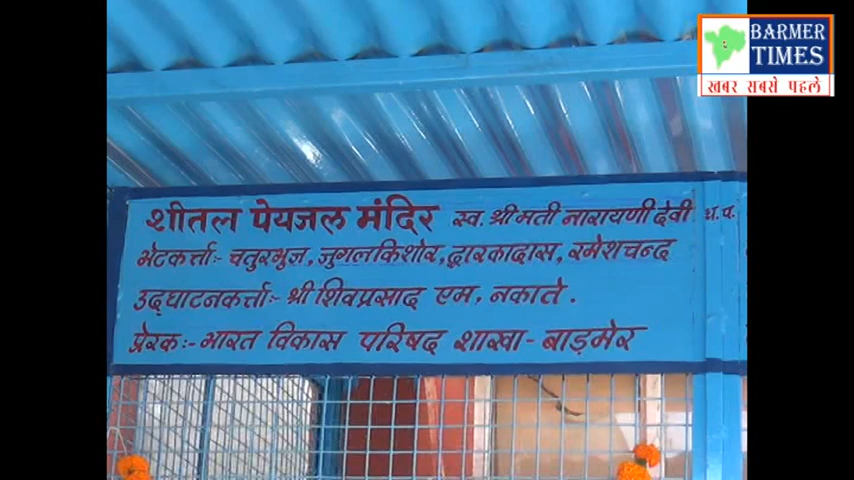 BARMER
TIMES
खबर सबसे पहले
शीतल पेयजल मंदिर स्व. श्रीमती नारायणी देवी ध. प.
भेटकर्त्ता:- चतुरभुज, जुगलकिशोर, द्वारकादास, रमेशचन्द
उद्घाटनकर्त्ता:- श्री शिवप्रसाद एम. नकाते.
प्रेरक:- भारत विकास परिषद शाखा - बाड़मेर